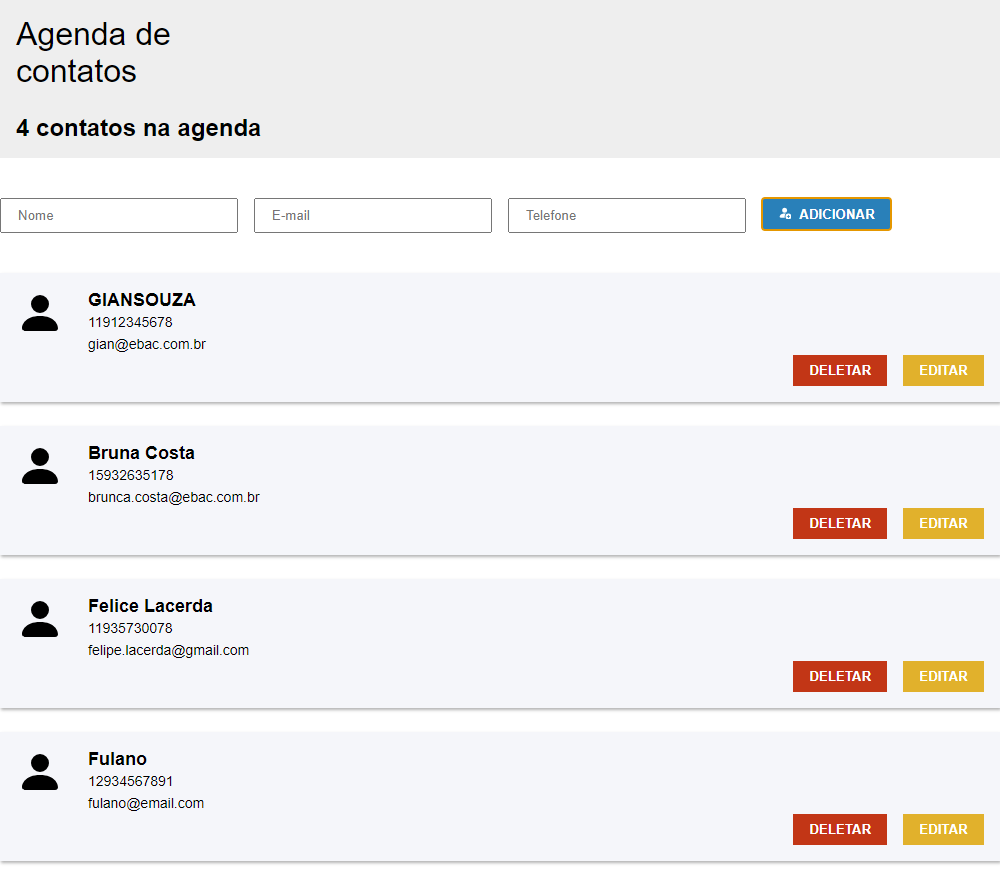 Agenda de
contatos
4 contatos na agenda
Nome
E-mail
Telefone
ADICIONAR
GIANSOUZA
11912345678
gian@ebac.com.br
DELETAR
EDITAR
Bruna Costa
15932635178
brunca.costa@ebac.com.br
DELETAR
EDITAR
Felice Lacerda
11935730078
felipe.lacerda@gmail.com
DELETAR
EDITAR
Fulano
12934567891
fulano@email.com
DELETAR
EDITAR